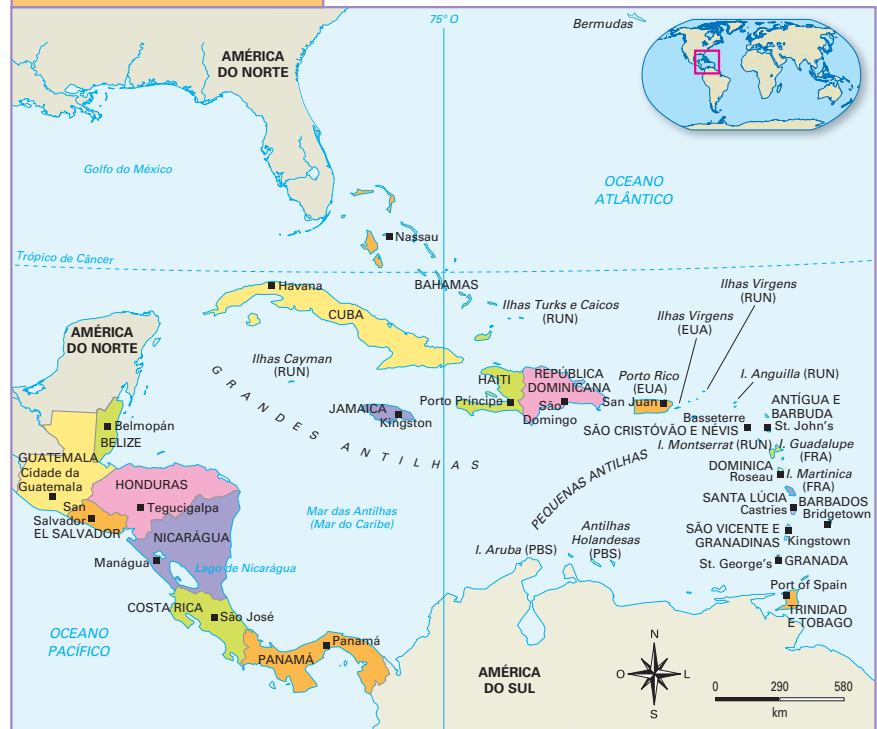 75° O
Bermudas
AMÉRICA
DO NORTE
Golfo do México
OCEANO
ATLÂNTICO
Nassau
Trópico de Câncer
BAHAMAS
Havana
CUBA
Ilhas Turks e Caicos
(RUN)
Ilhas Virgens
(RUN)
Ilhas Virgens
(EUA)
AMÉRICA
DO NORTE
Ilhas Cayman
(RUN)
GRANDES ANTILHAS
HAITI
REPÚBLICA
DOMINICANA
Porto Príncipe
São
Domingo
Porto Rico
(EUA)
San Juan
I. Anguilla (RUN)
JAMAICA
Kingston
Basseterre
SÃO CRISTÓVÃO E NÉVIS
ANTÍGUA E
BARBUDA
St. John's
I. Montserrat (RUN)
I. Guadalupe
(FRA)
DOMINICA
Roseau
I. Martinica
(FRA)
SANTA LÚCIA
Castries
BARBADOS
Bridgetown
SÃO VICENTE E
GRANADINAS
Kingstown
St. George's
GRANADA
Port of Spain
TRINIDAD
E TOBAGO
PEQUENAS ANTILHAS
Belmopán
BELIZE
GUATEMALA
Cidade da
Guatemala
HONDURAS
Tegucigalpa
San
Salvador
EL SALVADOR
NICARÁGUA
Manágua
Lago de Nicarágua
Mar das Antilhas
(Mar do Caribe)
I. Aruba (PBS)
Antilhas
Holandesas
(PBS)
COSTA RICA
São José
OCEANO
PACÍFICO
PANAMÁ
Panamá
AMÉRICA
DO SUL
N
O
L
S
0 290 580
km